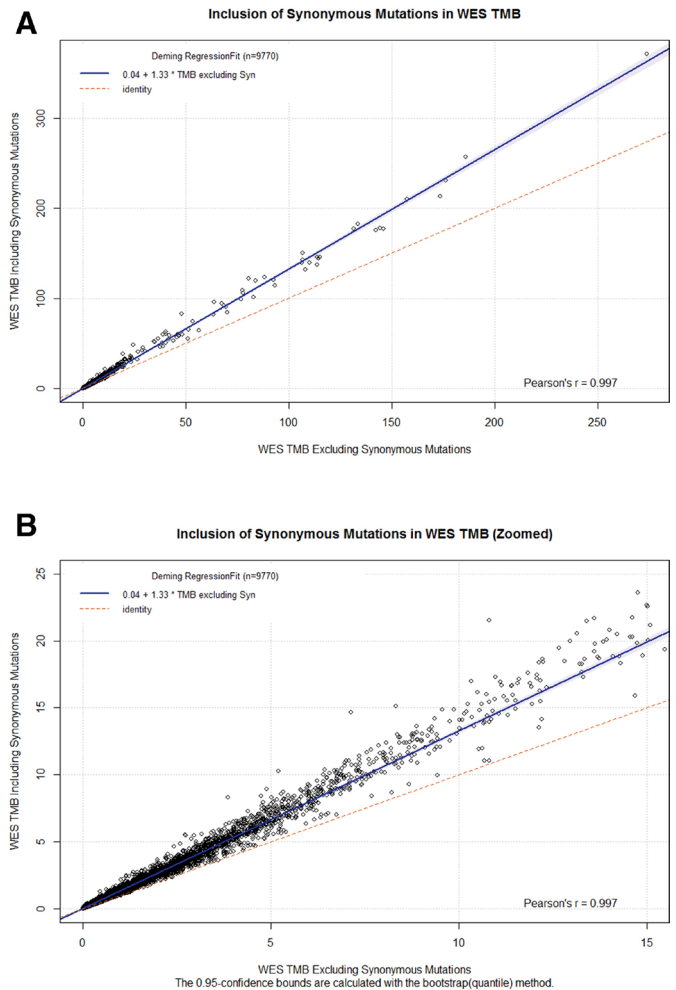 A
Inclusion of Synonymous Mutations in WES TMB
Deming RegressionFit (n=9770)
0.04 + 1.33 * TMB excluding Syn
identity
WES TMB Including Synonymous Mutations
300
200
100
0
Pearson's r = 0.997
0 50 100 150 200 250
WES TMB Excluding Synonymous Mutations
B
Inclusion of Synonymous Mutations in WES TMB (Zoomed)
Deming RegressionFit (n=9770)
0.04 + 1.33 * TMB excluding Syn
identity
WES TMB Including Synonymous Mutations
25
20
15
10
5
0
Pearson's r = 0.997
0 5 10 15
WES TMB Excluding Synonymous Mutations
The 0.95-confidence bounds are calculated with the bootstrap(quantile) method.